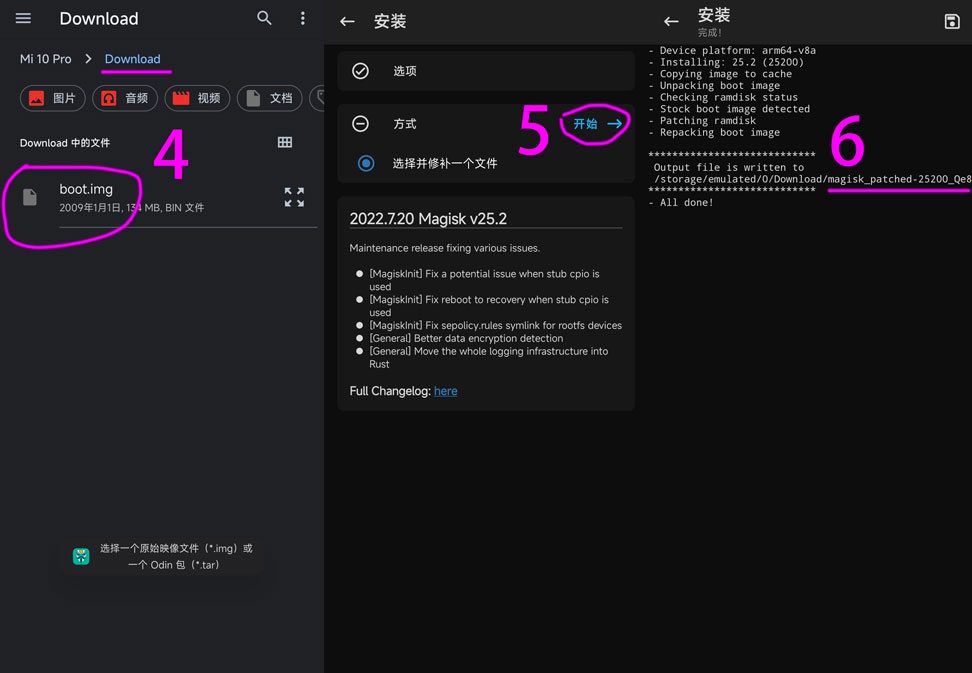 Download
Mi 10 Pro > Download
图片
音频
视频
文档
Download 中的文件
4
boot.img
2009年1月1日, 134 MB, BIN 文件
选择一个原始映像文件（*.img）或
一个 Odin 包（*.tar）
安装
选项
方式
5
开始 →
选择并修补一个文件
2022.7.20 Magisk v25.2
Maintenance release fixing various issues.
[MagiskInit] Fix a potential issue when stub cpio is
used
[MagiskInit] Fix reboot to recovery when stub cpio is
used
[MagiskInit] Fix sepolicy.rules symlink for rootfs devices
[General] Better data encryption detection
[General] Move the whole logging infrastructure into
Rust
Full Changelog: here
安装
完成！
- Device platform: arm64-v8a
- Installing: 25.2 (25200)
- Copying image to cache
- Unpacking boot image
- Checking ramdisk status
- Stock boot image detected
- Patching ramdisk
- Repacking boot image
6
****************************
Output file is written to
/storage/emulated/0/Download/magisk_patched-25200_Qe8
****************************
- All done!